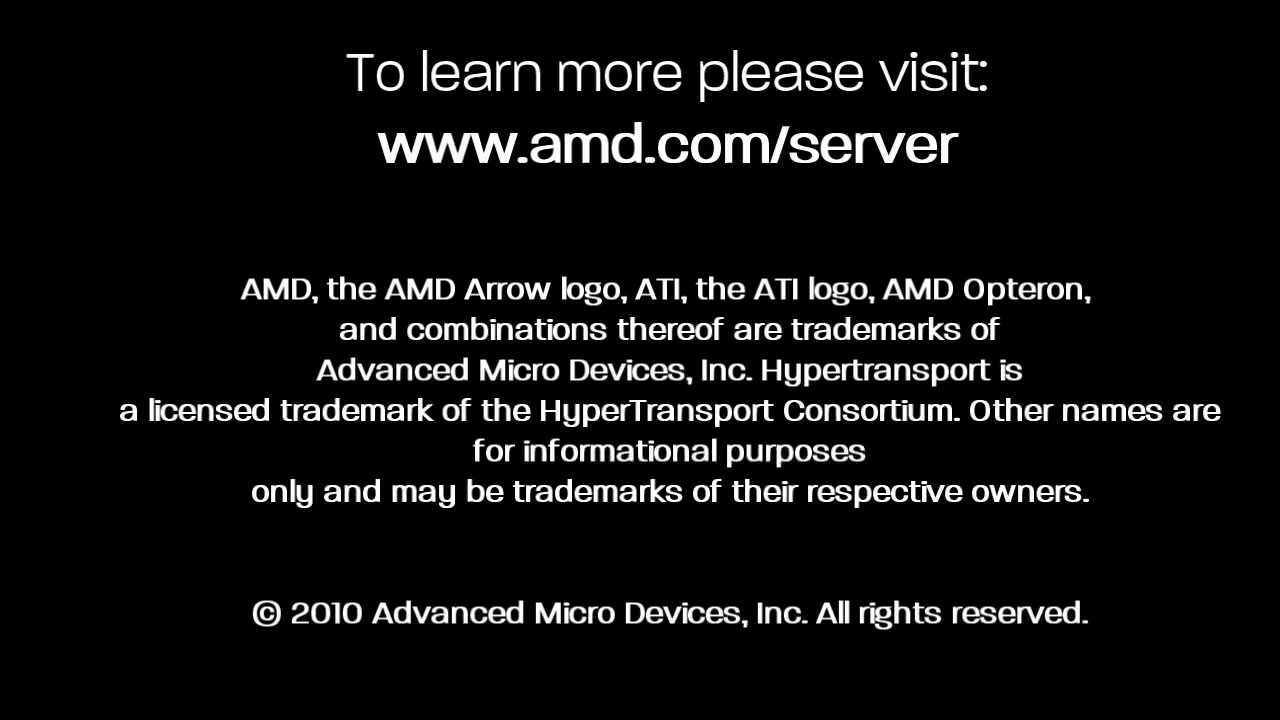 To learn more please visit:
www.amd.com/server
AMD, the AMD Arrow logo, ATI, the ATI logo, AMD Opteron,
and combinations thereof are trademarks of
Advanced Micro Devices, Inc. Hypertransport is
a licensed trademark of the HyperTransport Consortium. Other names are
for informational purposes
only and may be trademarks of their respective owners.
© 2010 Advanced Micro Devices, Inc. All rights reserved.